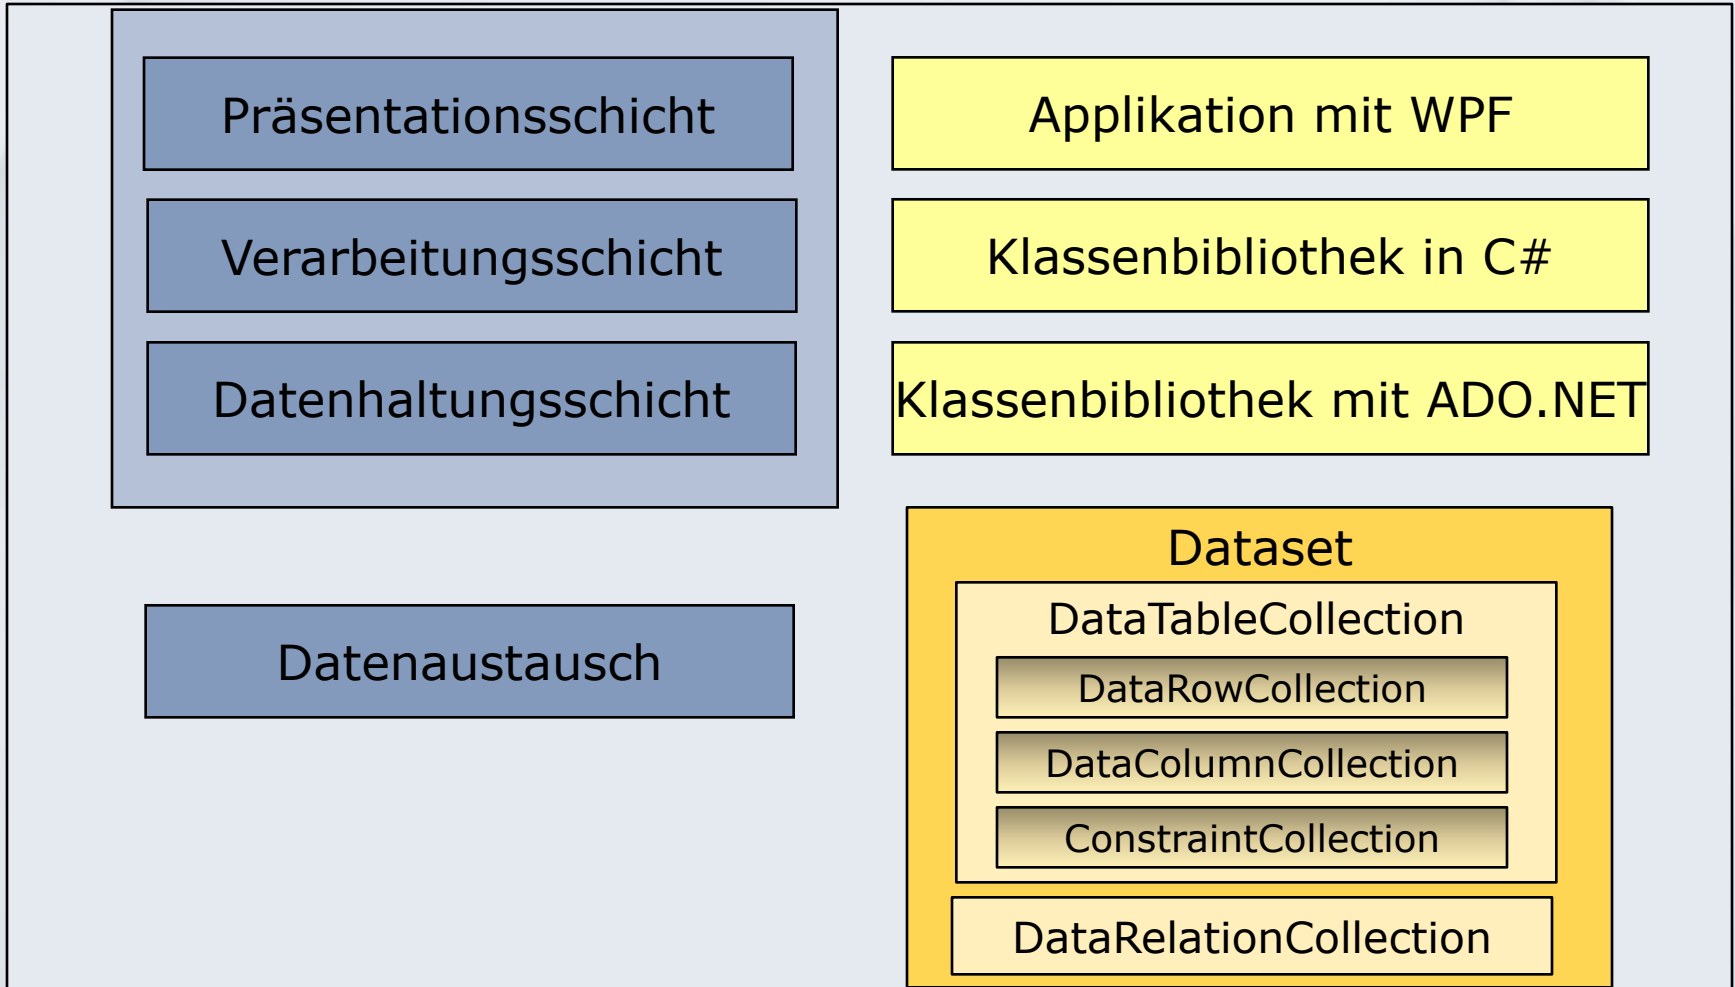 Präsentationsschicht
Applikation mit WPF
Verarbeitungsschicht
Klassenbibliothek in C#
Datenhaltungsschicht
Klassenbibliothek mit ADO.NET
Datenaustausch
Dataset
DataTableCollection
DataRowCollection
DataColumnCollection
ConstraintCollection
DataRelationCollection